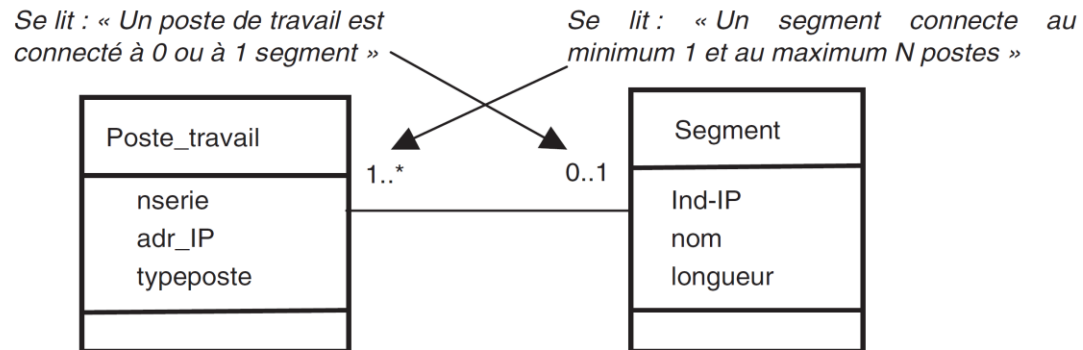 Se lit : « Un poste de travail est
connecté à 0 ou à 1 segment »
Se lit : « Un segment connecte au
minimum 1 et au maximum N postes »
Poste_travail
nserie
adr_IP
typeposte
1..*
0..1
Segment
Ind-IP
nom
longueur